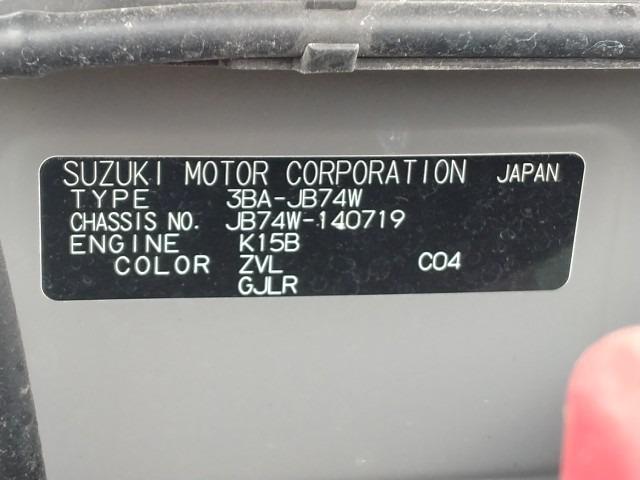 SUZUKI MOTOR CORPORATION JAPAN
TYPE 3BA-JB74W
CHASSIS NO. JB74W-140719
ENGINE K15B
COLOR ZVL C04
GJLR